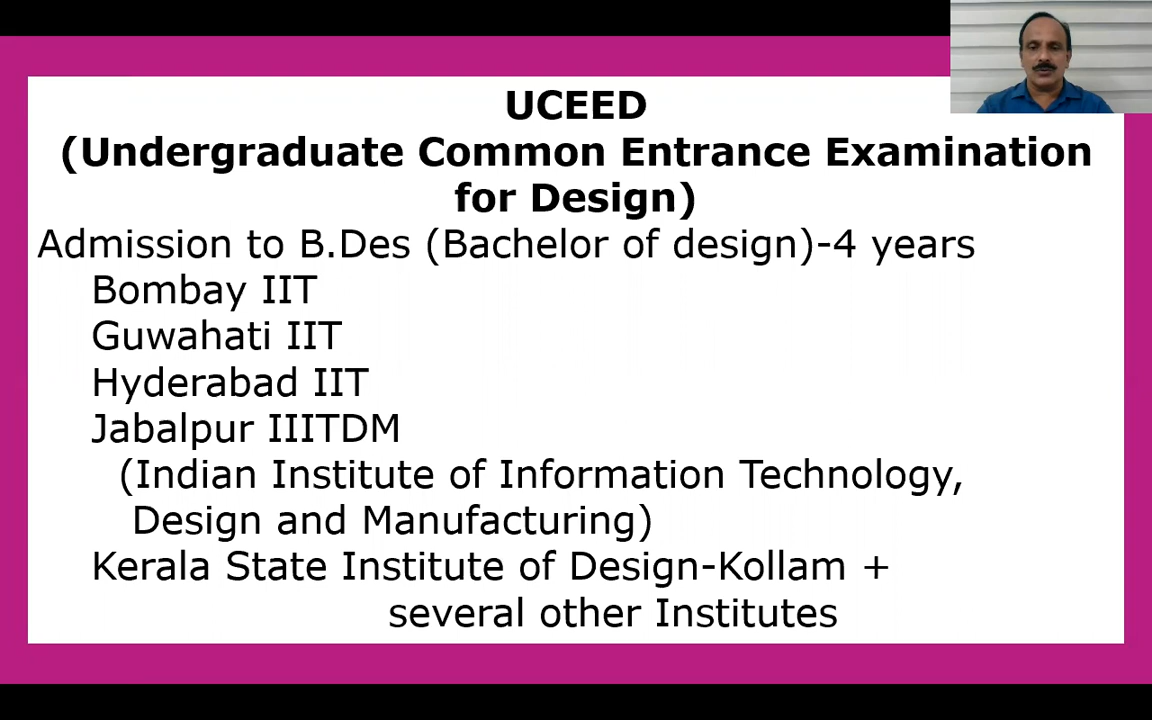 UCEED
(Undergraduate Common Entrance Examination
for Design)
Admission to B.Des (Bachelor of design)-4 years
Bombay IIT
Guwahati IIT
Hyderabad IIT
Jabalpur IIITDM
(Indian Institute of Information Technology,
Design and Manufacturing)
Kerala State Institute of Design-Kollam +
several other Institutes